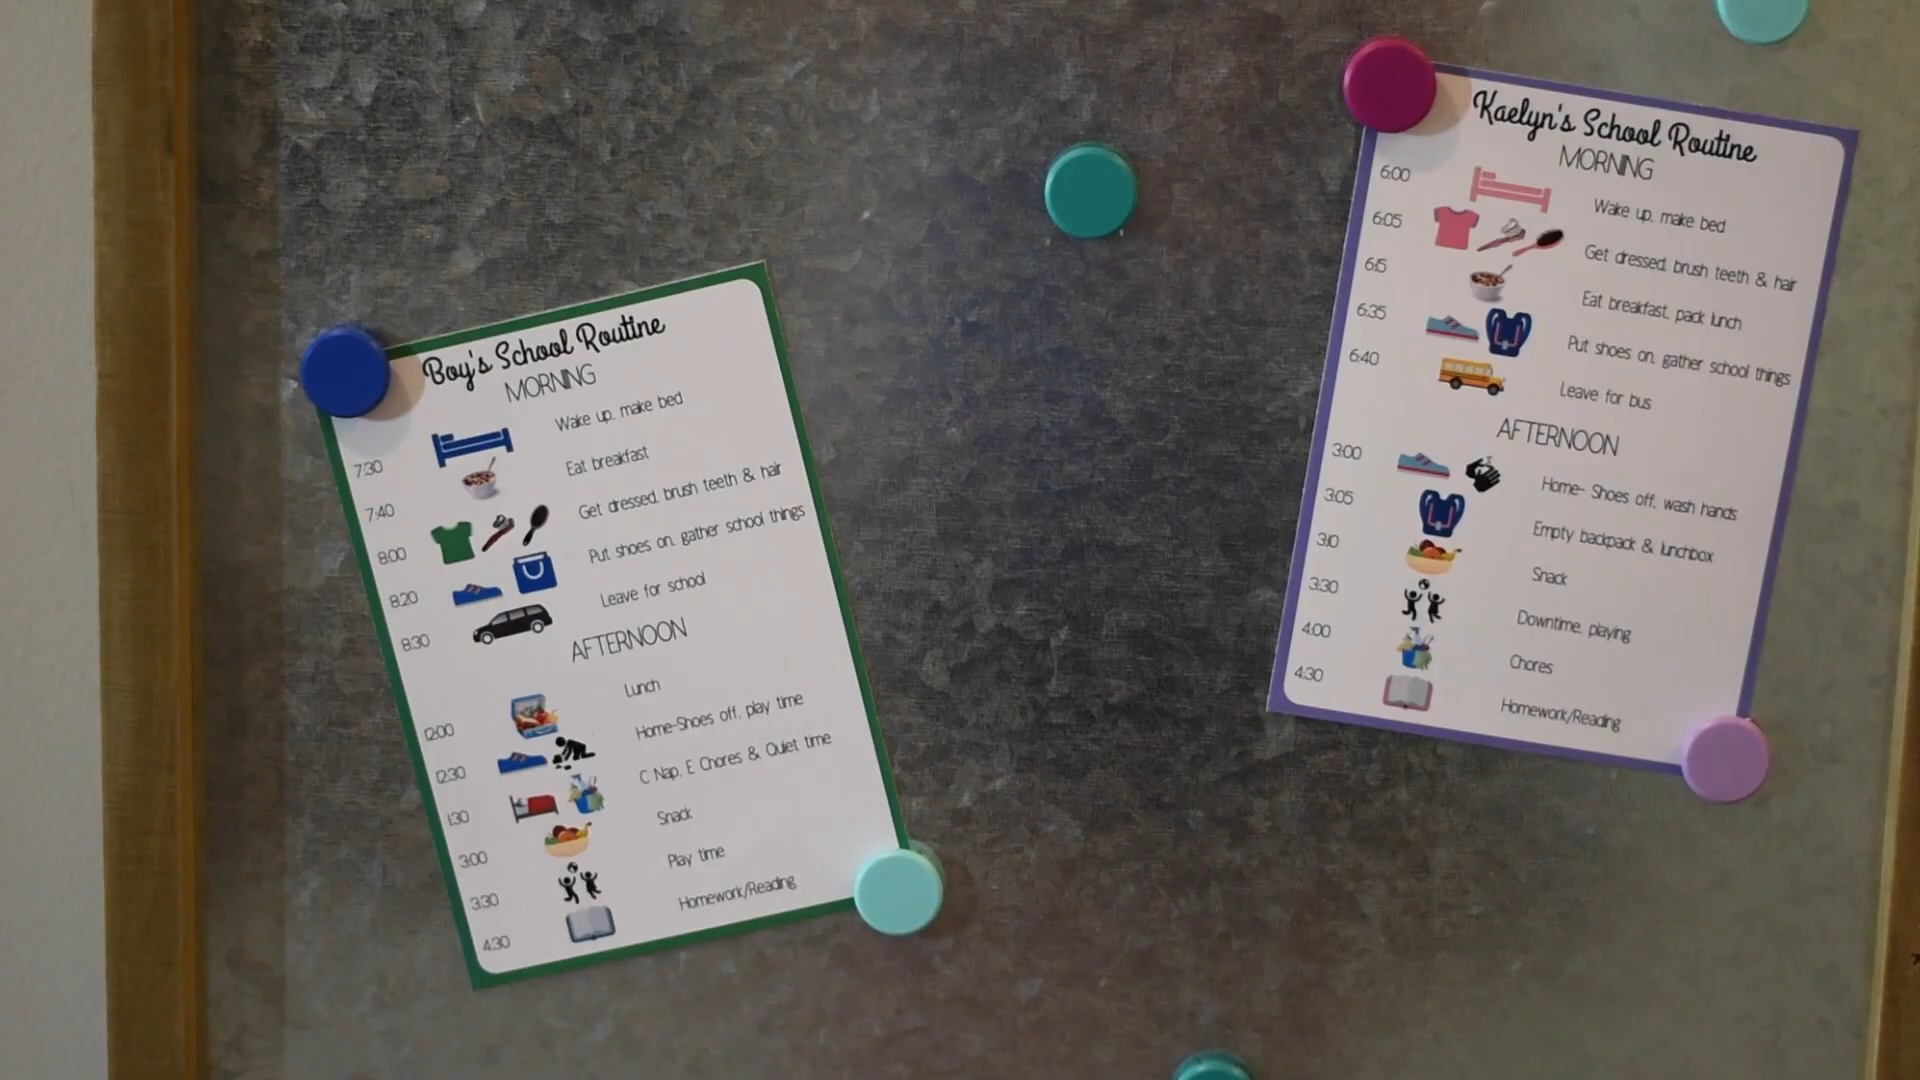 Boy's School Routine
MORNING
7:30 Wake up, make bed
7:40 Eat breakfast
8:00 Get dressed, brush teeth & hair
8:20 Put shoes on, gather school things
8:30 Leave for school
AFTERNOON
12:00 Lunch
12:30 Home-Shoes off, play time
1:30 C Nap, E Chores & Quiet time
3:00 Snack
3:30 Play time
4:30 Homework/Reading
Kaelyn's School Routine
MORNING
6:00 Wake up, make bed
6:05 Get dressed, brush teeth & hair
6:15 Eat breakfast, pack lunch
6:35 Put shoes on, gather school things
6:40 Leave for bus
AFTERNOON
3:00 Home- Shoes off, wash hands
3:05 Empty backpack & lunchbox
3:10 Snack
3:30 Downtime, playing
4:00 Chores
4:30 Homework/Reading